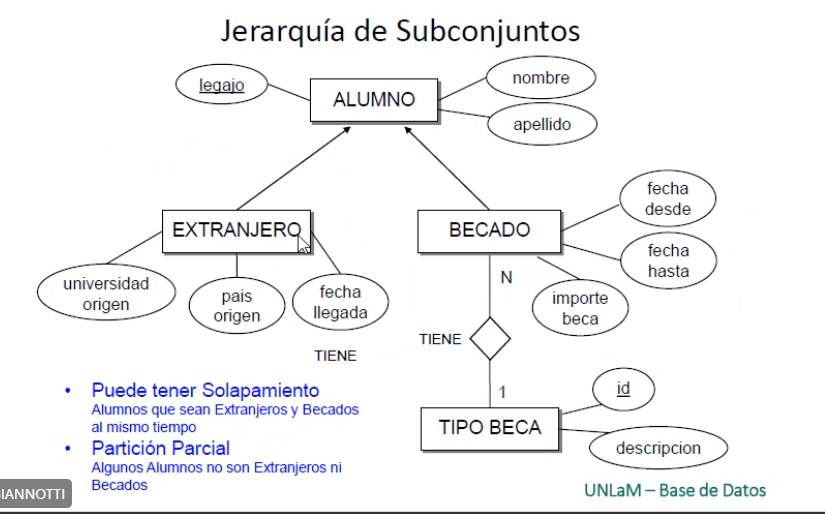 Jerarquía de Subconjuntos
legajo
ALUMNO
nombre
apellido
EXTRANJERO
BECADO
fecha
desde
fecha
hasta
universidad
origen
pais
origen
fecha
llegada
importe
beca
N
TIENE
TIENE
1
id
TIPO BECA
descripcion
• Puede tener Solapamiento
Alumnos que sean Extranjeros y Becados
al mismo tiempo
• Partición Parcial
Algunos Alumnos no son Extranjeros ni
Becados
IANNOTTI
UNLaM – Base de Datos